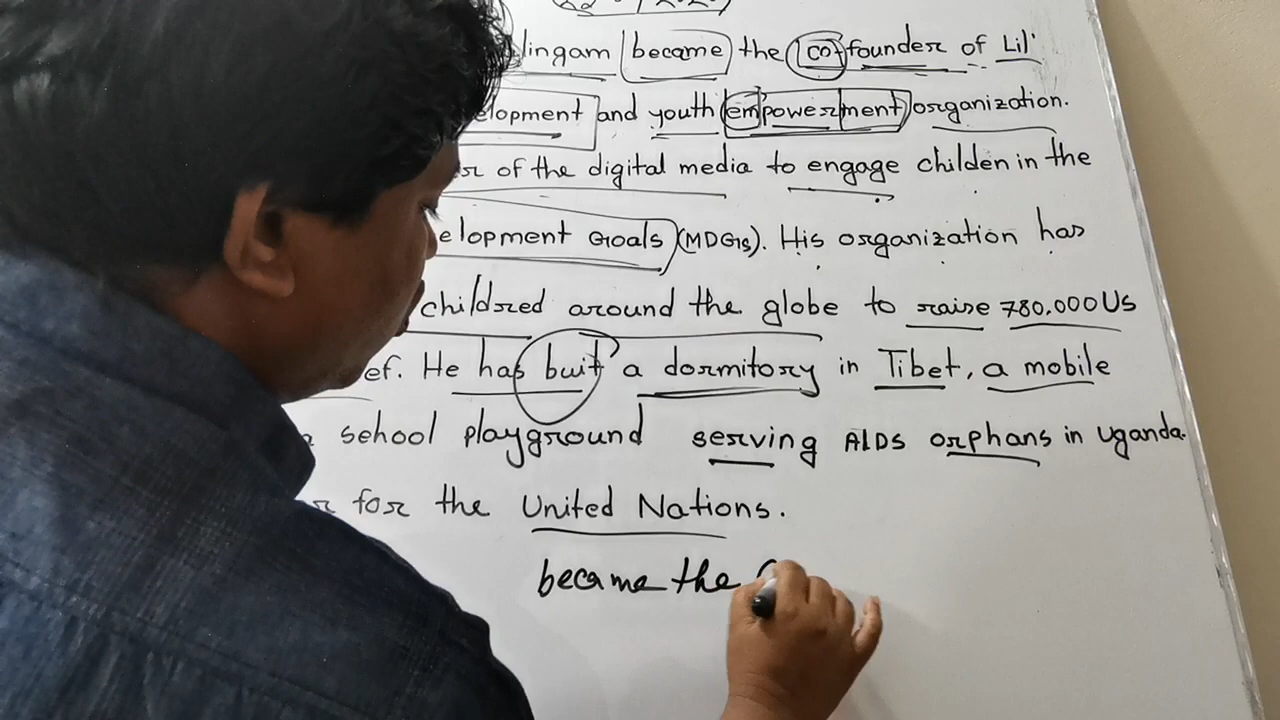 lingam became the co-founder of Lil'
elopment and youth empowerment organization.
of the digital media to engage childen in the
elopment Goals (MDGs). His organization has
childred around the globe to raise 780.000 Us
ef. He has buit a dormitory in Tibet, a mobile
sehool playground serving AIDS orphans in Uganda.
for the United Nations.
became the